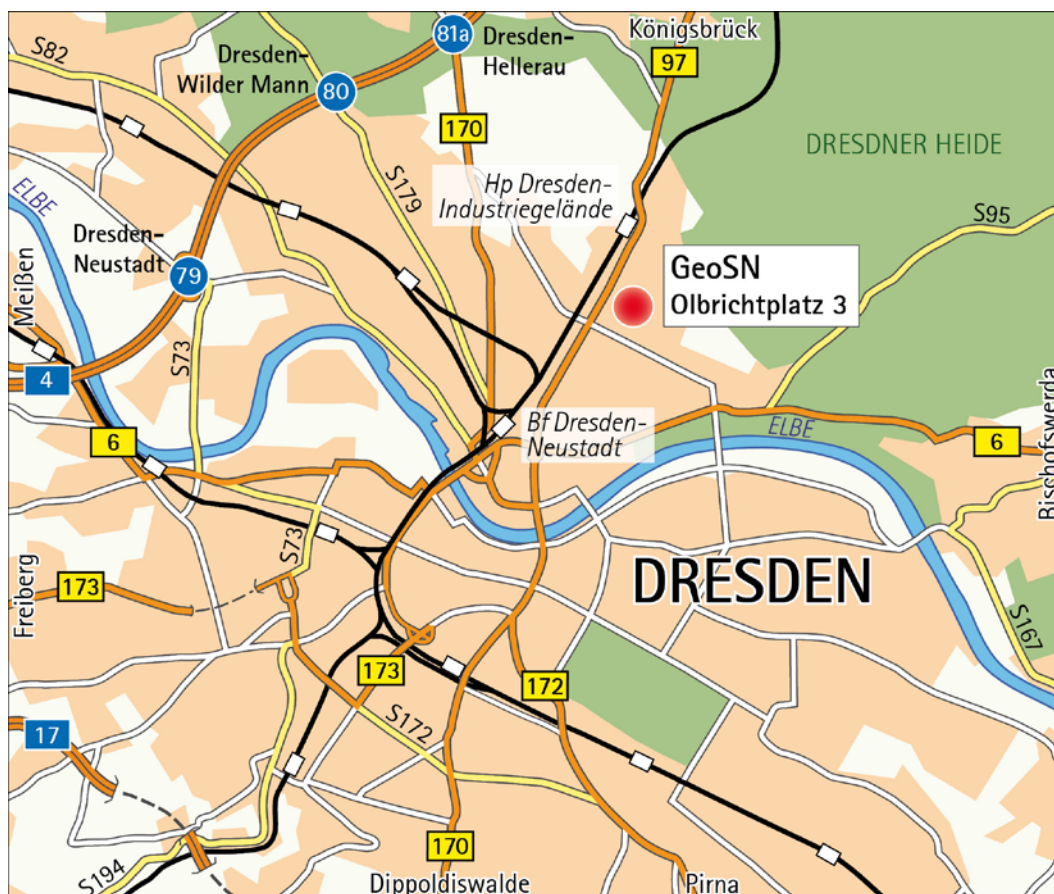 81a
Königsbrück
S82
Dresden-
Wilder Mann
Dresden-
Hellerau
97
80
170
DRESDNER HEIDE
S179
Hp Dresden-
Industriegelände
ELBE
S95
Dresden-
Neustadt
79
Meißen
GeoSN
Olbrichtplatz 3
S73
4
Bischofswerda
6
Bf Dresden-
Neustadt
ELBE
6
S73
Freiberg
173
DRESDEN
S167
173
172
S172
17
170
S194
Dippoldiswalde
Pirna